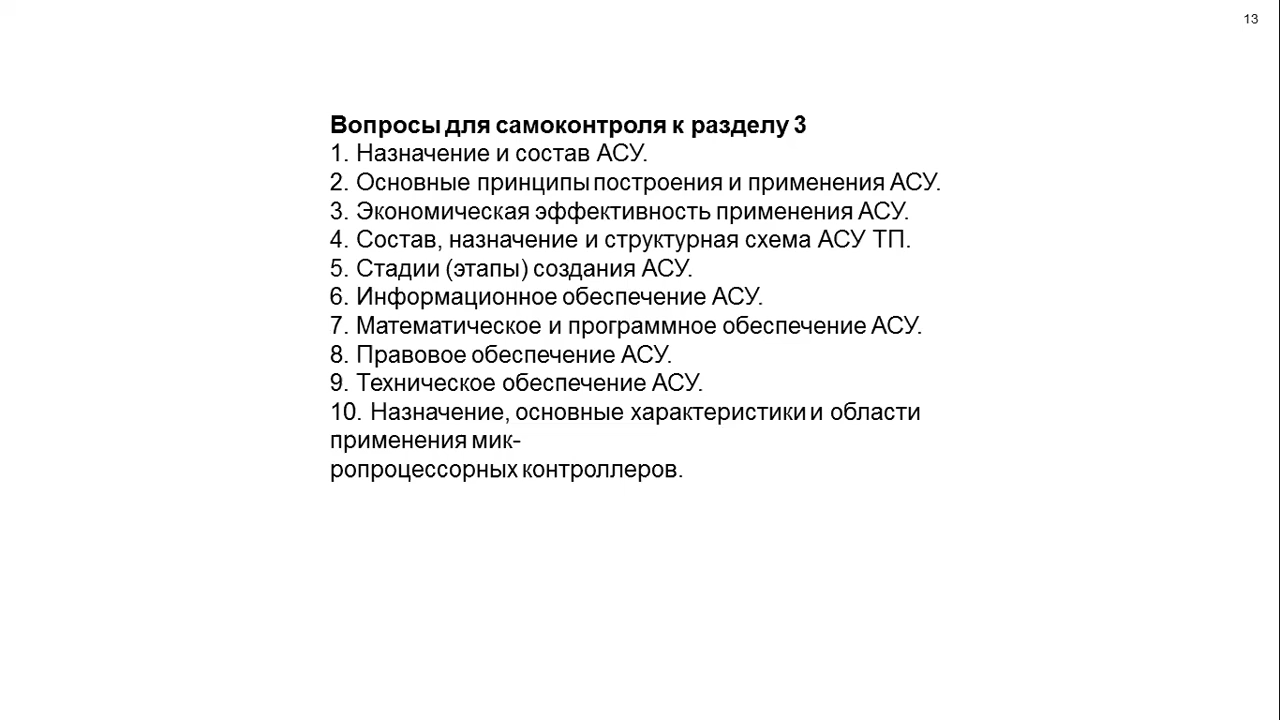 13
Вопросы для самоконтроля к разделу 3
1. Назначение и состав АСУ.
2. Основные принципы построения и применения АСУ.
3. Экономическая эффективность применения АСУ.
4. Состав, назначение и структурная схема АСУ ТП.
5. Стадии (этапы) создания АСУ.
6. Информационное обеспечение АСУ.
7. Математическое и программное обеспечение АСУ.
8. Правовое обеспечение АСУ.
9. Техническое обеспечение АСУ.
10. Назначение, основные характеристики и области
применения мик-
ропроцессорных контроллеров.